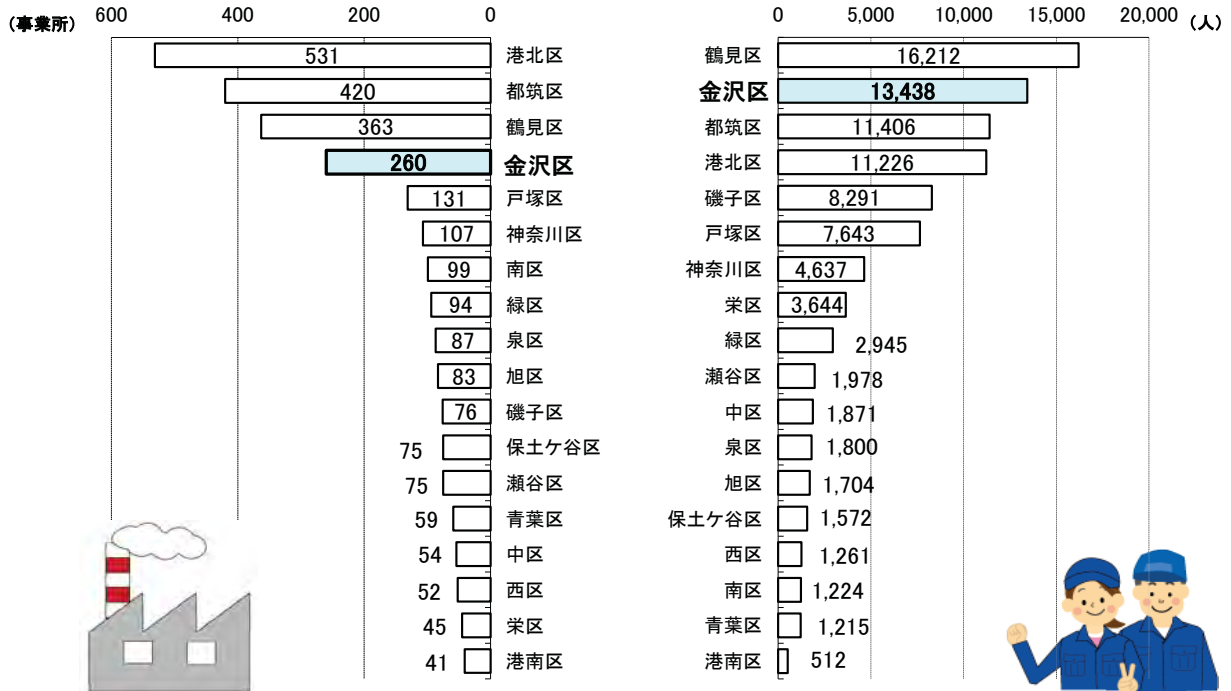 (事業所) 600 400 200 0
531 港北区
420 都筑区
363 鶴見区
260 金沢区
131 戸塚区
107 神奈川区
99 南区
94 緑区
87 泉区
83 旭区
76 磯子区
75 保土ケ谷区
75 瀬谷区
59 青葉区
54 中区
52 西区
45 栄区
41 港南区
0 5,000 10,000 15,000 20,000 (人)
鶴見区 16,212
金沢区 13,438
都筑区 11,406
港北区 11,226
磯子区 8,291
戸塚区 7,643
神奈川区 4,637
栄区 3,644
緑区 2,945
瀬谷区 1,978
中区 1,871
泉区 1,800
旭区 1,704
保土ケ谷区 1,572
西区 1,261
南区 1,224
青葉区 1,215
港南区 512